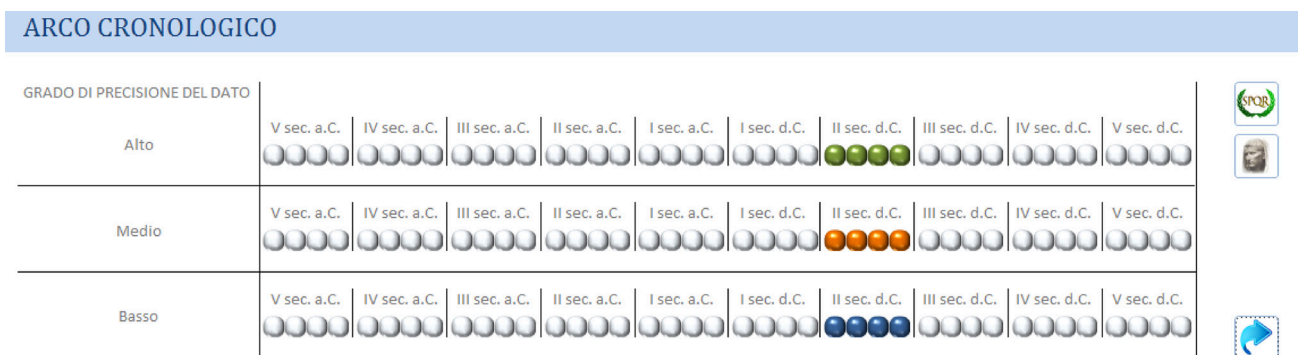 ARCO CRONOLOGICO
GRADO DI PRECISIONE DEL DATO
V sec. a.C. IV sec. a.C. III sec. a.C. II sec. a.C. I sec. a.C. I sec. d.C. II sec. d.C. III sec. d.C. IV sec. d.C. V sec. d.C.
Alto
V sec. a.C. IV sec. a.C. III sec. a.C. II sec. a.C. I sec. a.C. I sec. d.C. II sec. d.C. III sec. d.C. IV sec. d.C. V sec. d.C.
Medio
V sec. a.C. IV sec. a.C. III sec. a.C. II sec. a.C. I sec. a.C. I sec. d.C. II sec. d.C. III sec. d.C. IV sec. d.C. V sec. d.C.
Basso
SPQR